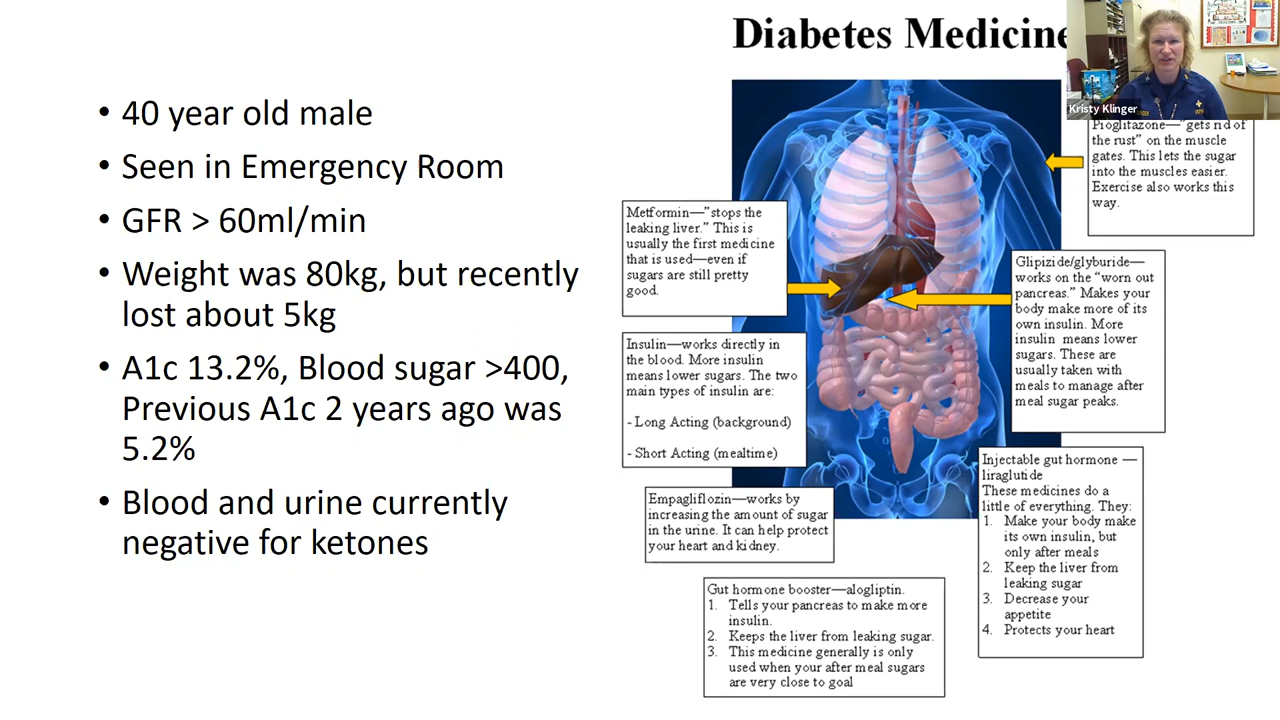 Diabetes Medicine
Kristy Klinger
• 40 year old male
• Seen in Emergency Room
• GFR > 60ml/min
• Weight was 80kg, but recently
lost about 5kg
• A1c 13.2%, Blood sugar >400,
Previous A1c 2 years ago was
5.2%
• Blood and urine currently
negative for ketones
Pioglitazone—"gets rid of
the rust" on the muscle
gates. This lets the sugar
into the muscles easier.
Exercise also works this
way.
Metformin—"stops the
leaking liver." This is
usually the first medicine
that is used—even if
sugars are still pretty
good.
Glipizide/glyburide—
works on the "worn out
pancreas." Makes your
body make more of its
own insulin. More
insulin means lower
sugars. These are
usually taken with
meals to manage after
meal sugar peaks.
Insulin—works directly in
the blood. More insulin
means lower sugars. The two
main types of insulin are:
- Long Acting (background)
- Short Acting (mealtime)
Injectable gut hormone —
liraglutide
These medicines do a
little of everything. They:
1. Make your body make
its own insulin, but
only after meals
2. Keep the liver from
leaking sugar
3. Decrease your
appetite
4. Protects your heart
Empagliflozin—works by
increasing the amount of sugar
in the urine. It can help protect
your heart and kidney.
Gut hormone booster—alogliptin.
1. Tells your pancreas to make more
insulin.
2. Keeps the liver from leaking sugar.
3. This medicine generally is only
used when your after meal sugars
are very close to goal